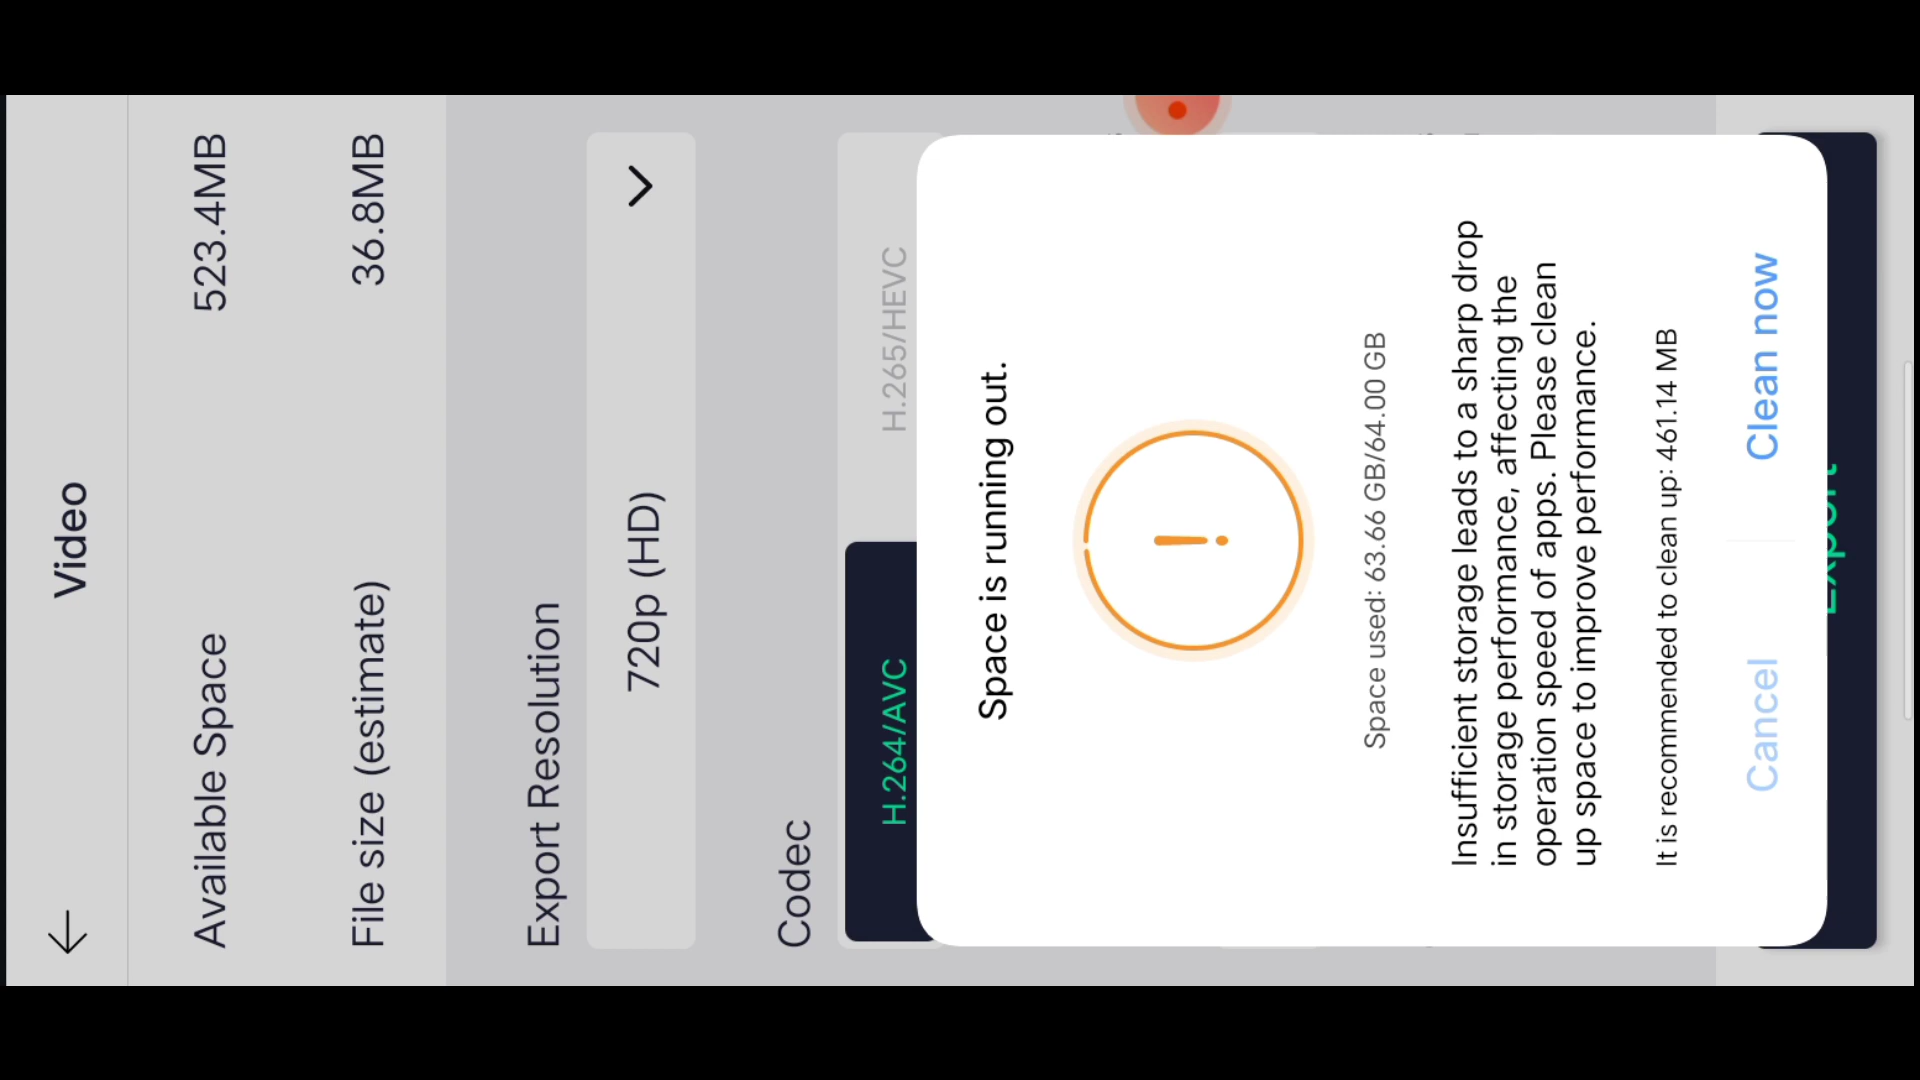 Video
Available Space 523.4MB
File size (estimate) 36.8MB
Export Resolution
720p (HD)
Codec
H.264/AVC H.265/HEVC
Space is running out.
Space used: 63.66 GB/64.00 GB
Insufficient storage leads to a sharp drop
in storage performance, affecting the
operation speed of apps. Please clean
up space to improve performance.
It is recommended to clean up: 461.14 MB
Cancel Clean now
Export